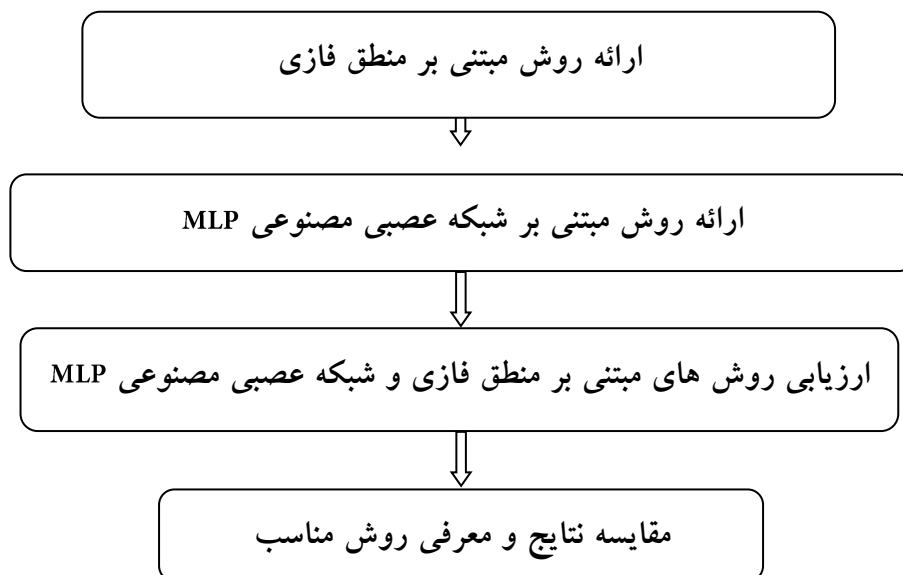 ارائه روش مبتنی بر منطق فازی
ارائه روش مبتنی بر شبکه عصبی مصنوعی MLP
ارزیابی روش های مبتنی بر منطق فازی و شبکه عصبی مصنوعی MLP
مقایسه نتایج و معرفی روش مناسب